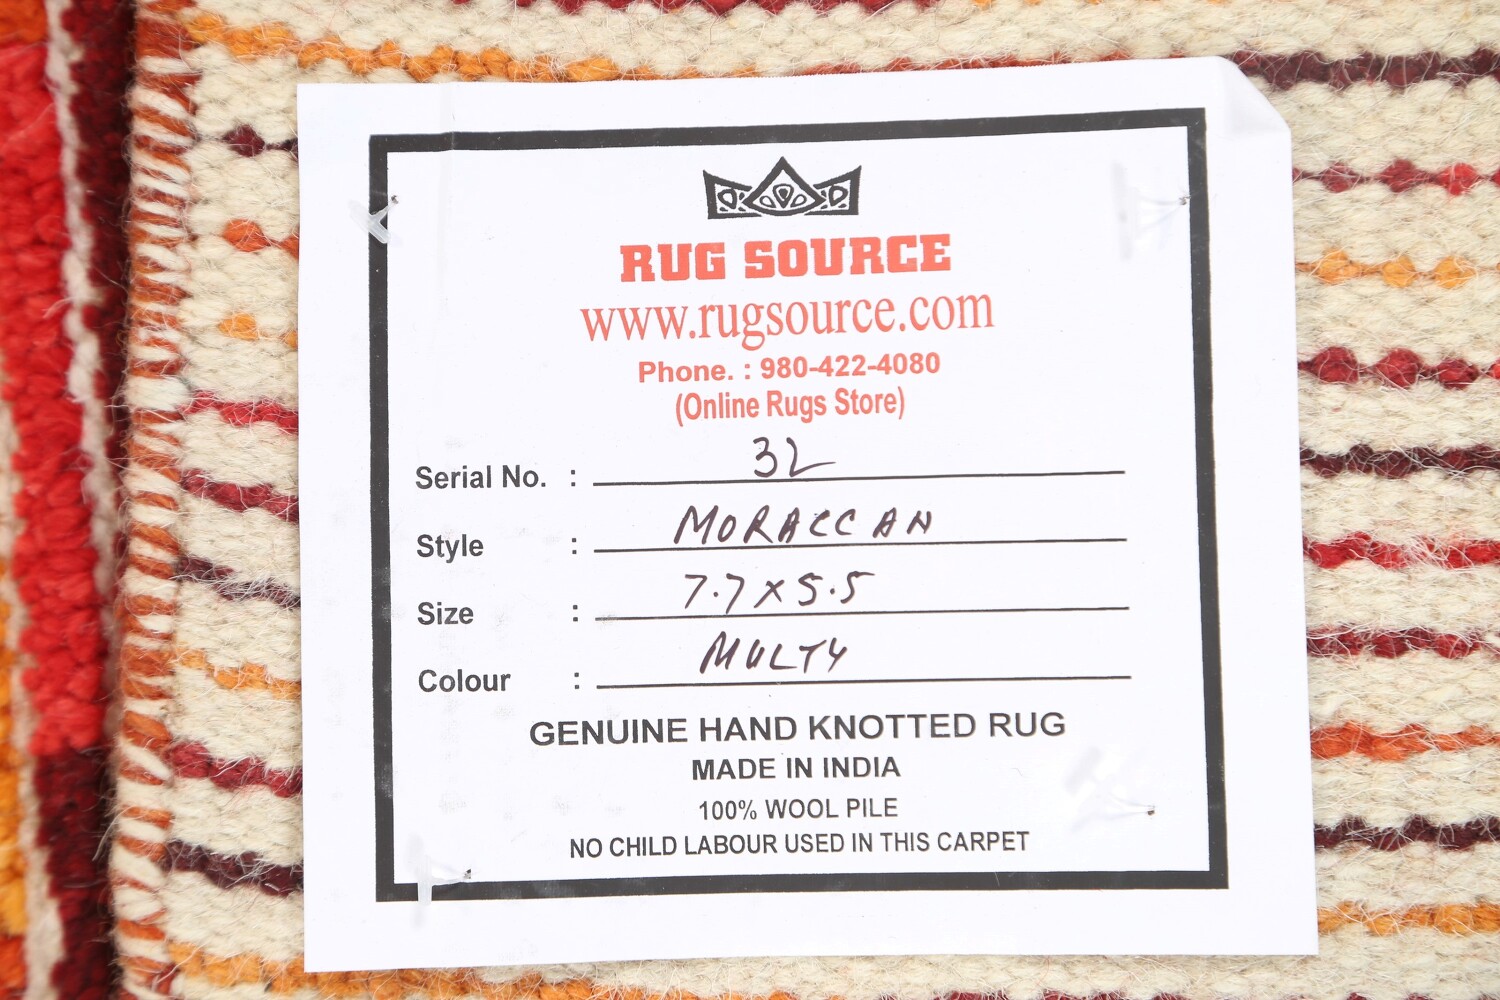 RUG SOURCE
www.rugsource.com
Phone. : 980-422-4080
(Online Rugs Store)
Serial No. : 32
Style : MORACCAN
Size : 7.7 x 5.5
Colour : MULTY
GENUINE HAND KNOTTED RUG
MADE IN INDIA
100% WOOL PILE
NO CHILD LABOUR USED IN THIS CARPET